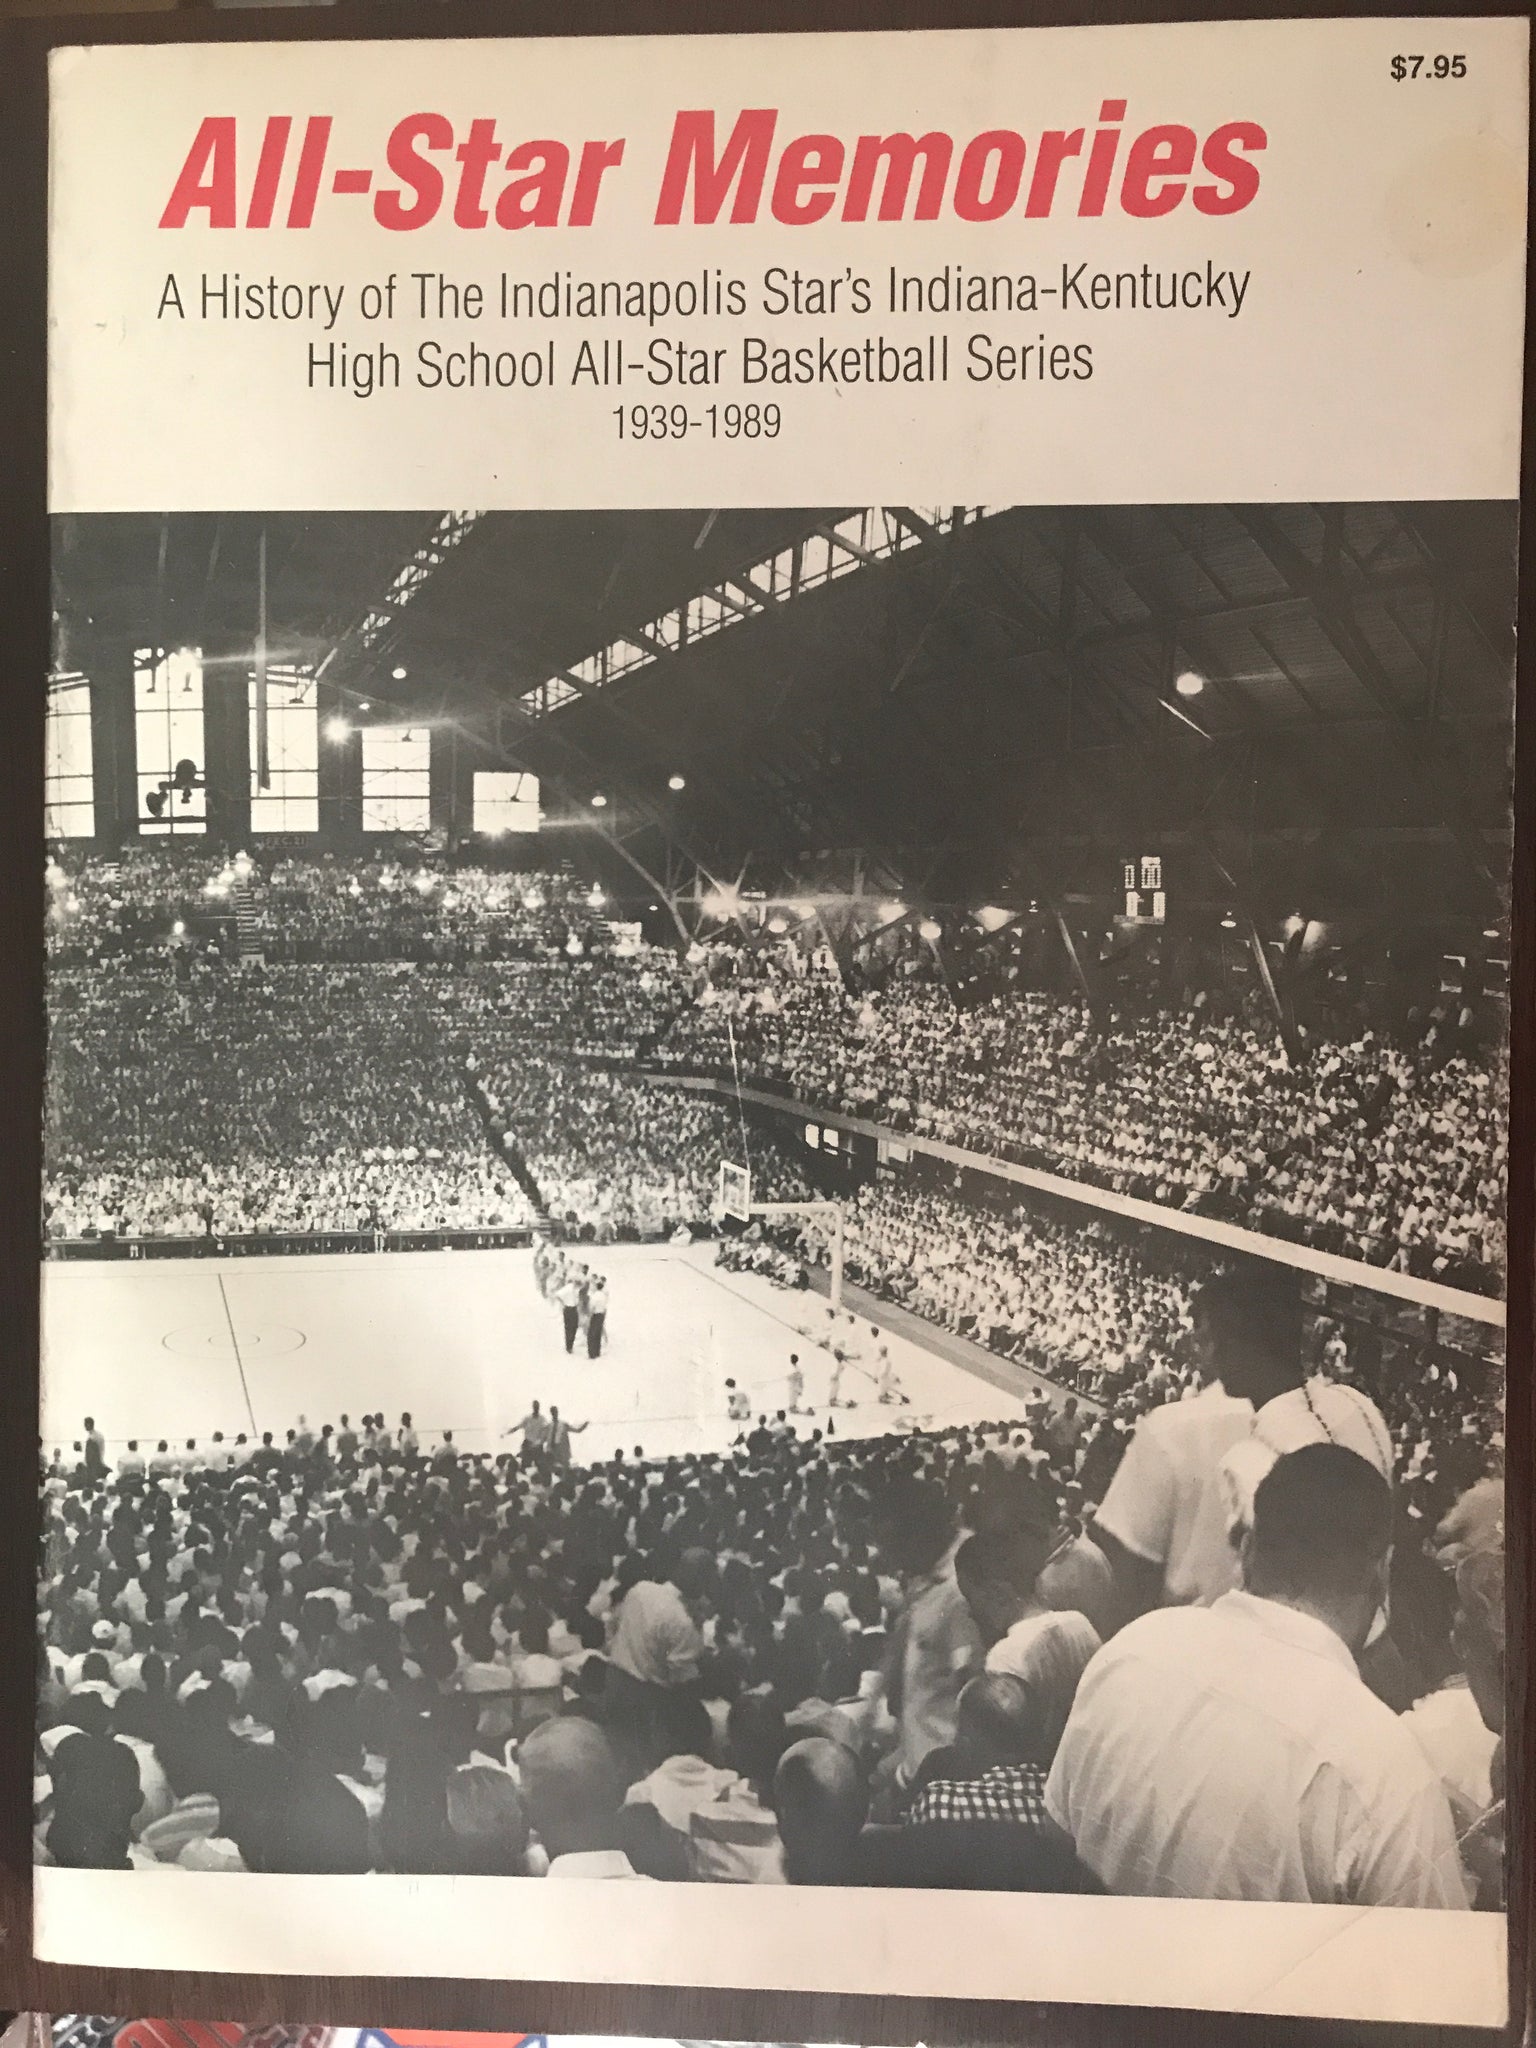 $7.95
All-Star Memories
A History of The Indianapolis Star's Indiana-Kentucky
High School All-Star Basketball Series
1939-1989